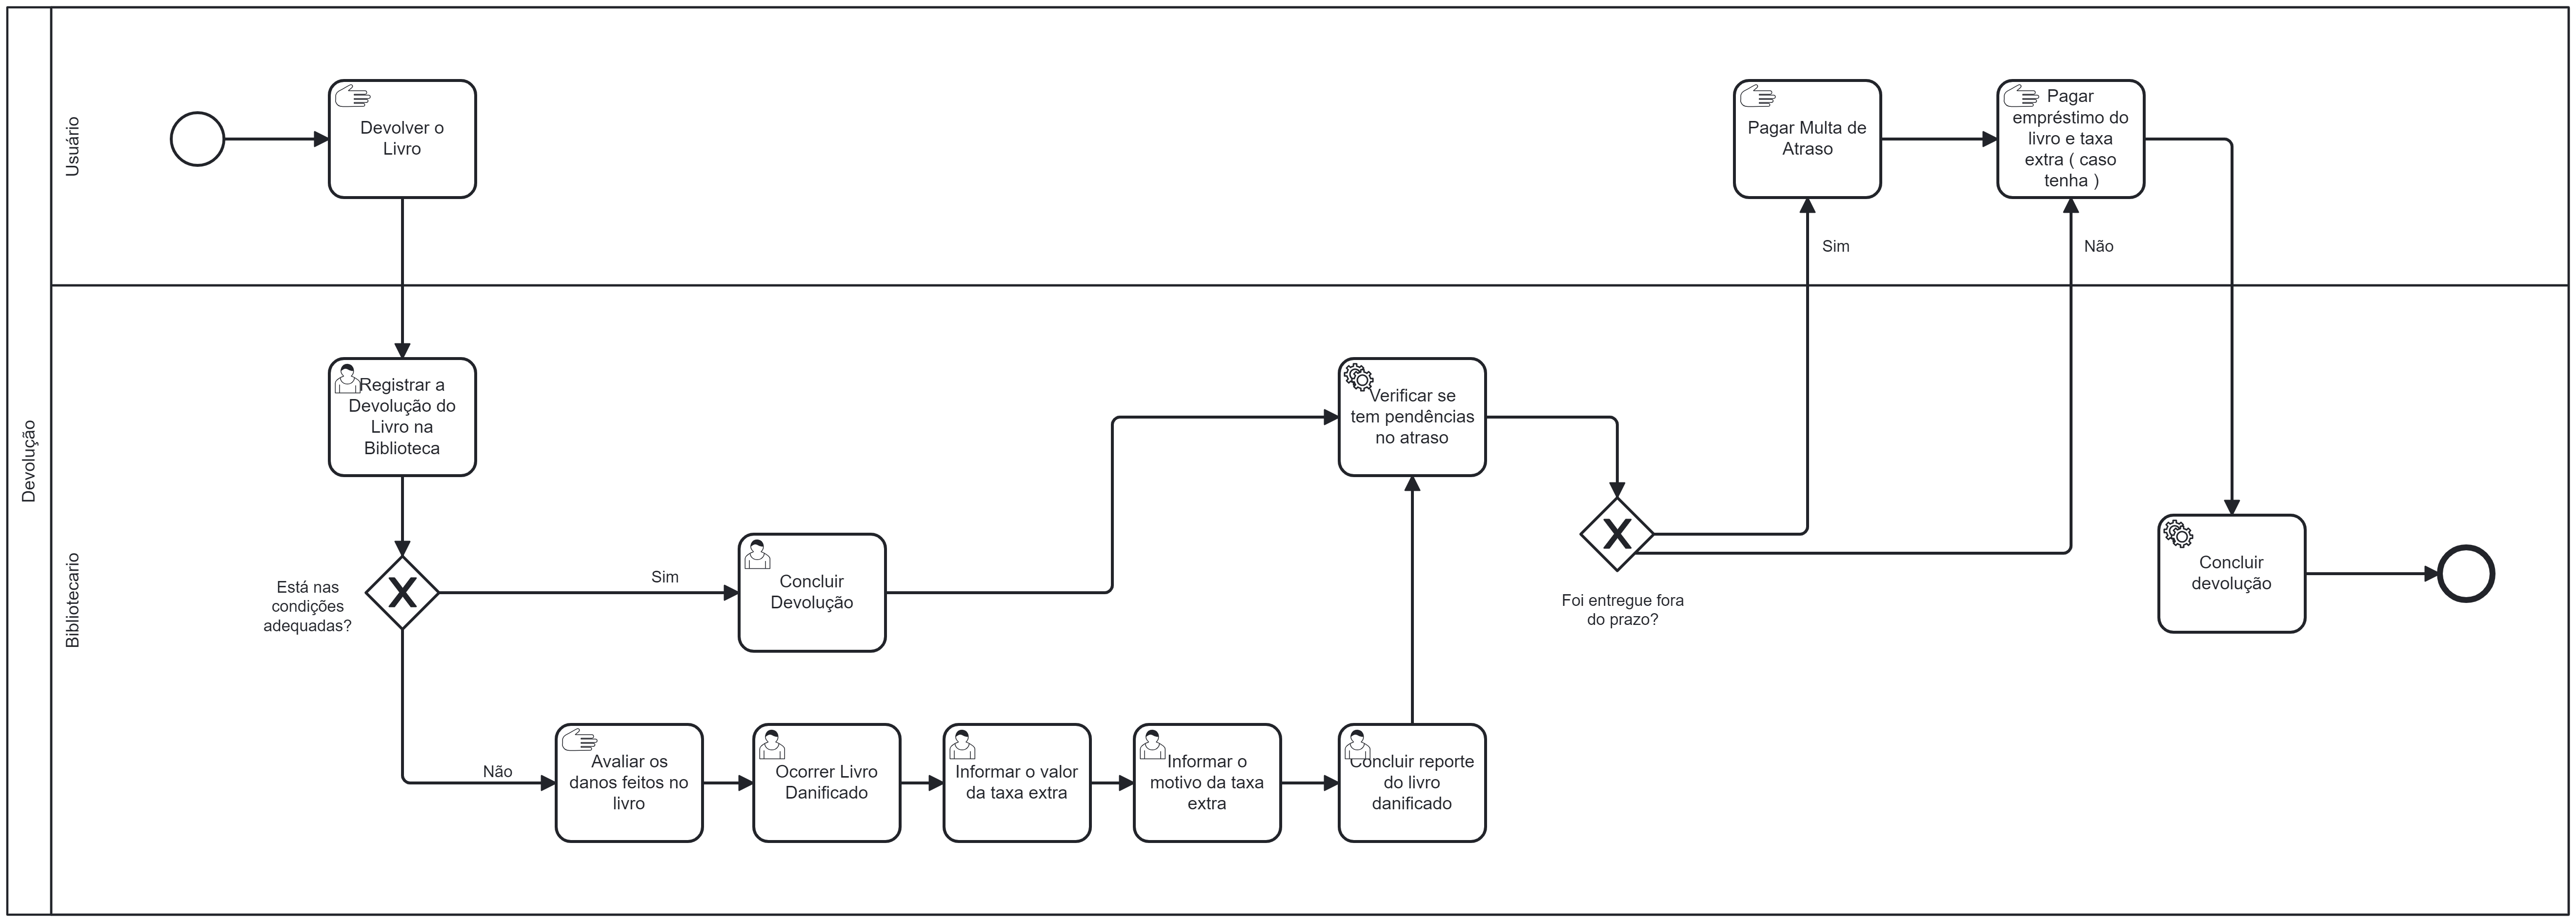 Devolução
Usuário
Devolver o
Livro
Pagar Multa de
Atraso
Pagar
empréstimo do
livro e taxa
extra ( caso
tenha )
Sim
Não
Bibliotecario
Registrar a
Devolução do
Livro na
Biblioteca
Está nas
condições
adequadas?
Sim
Concluir
Devolução
Não
Avaliar os
danos feitos no
livro
Ocorrer Livro
Danificado
Informar o valor
da taxa extra
Informar o
motivo da taxa
extra
Concluir reporte
do livro
danificado
Verificar se
tem pendências
no atraso
Foi entregue fora
do prazo?
Concluir
devolução